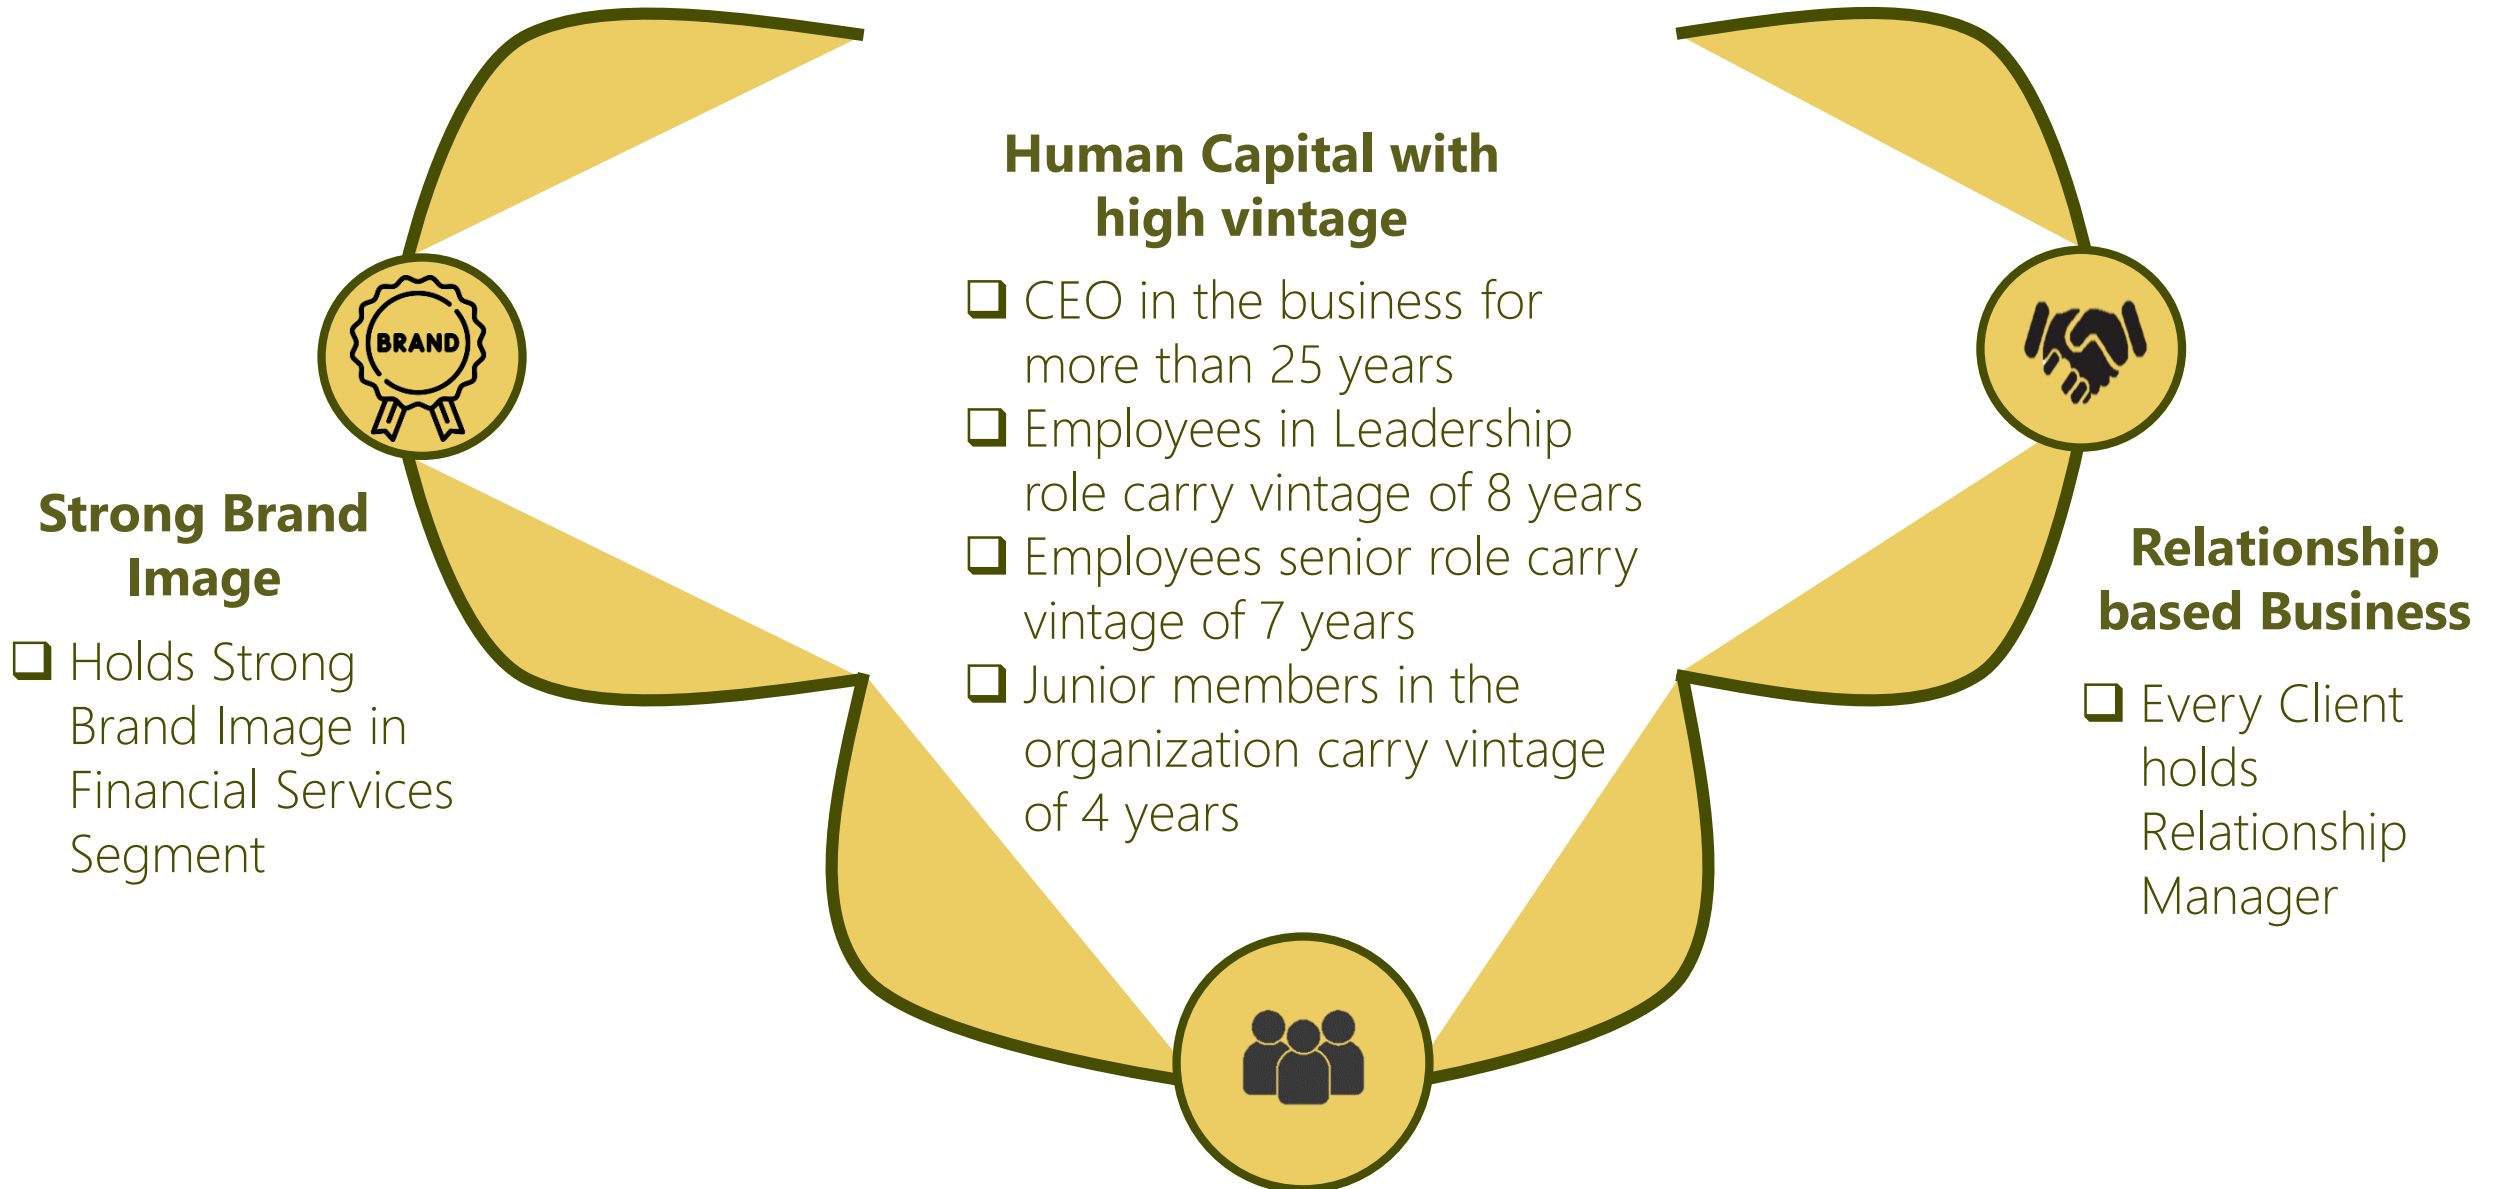 BRAND
Strong Brand
Image
❑ Holds Strong
Brand Image in
Financial Services
Segment
Human Capital with
high vintage
❑ CEO in the business for
more than 25 years
❑ Employees in Leadership
role carry vintage of 8 years
❑ Employees senior role carry
vintage of 7 years
❑ Junior members in the
organization carry vintage
of 4 years
Relationship
based Business
❑ Every Client
holds
Relationship
Manager